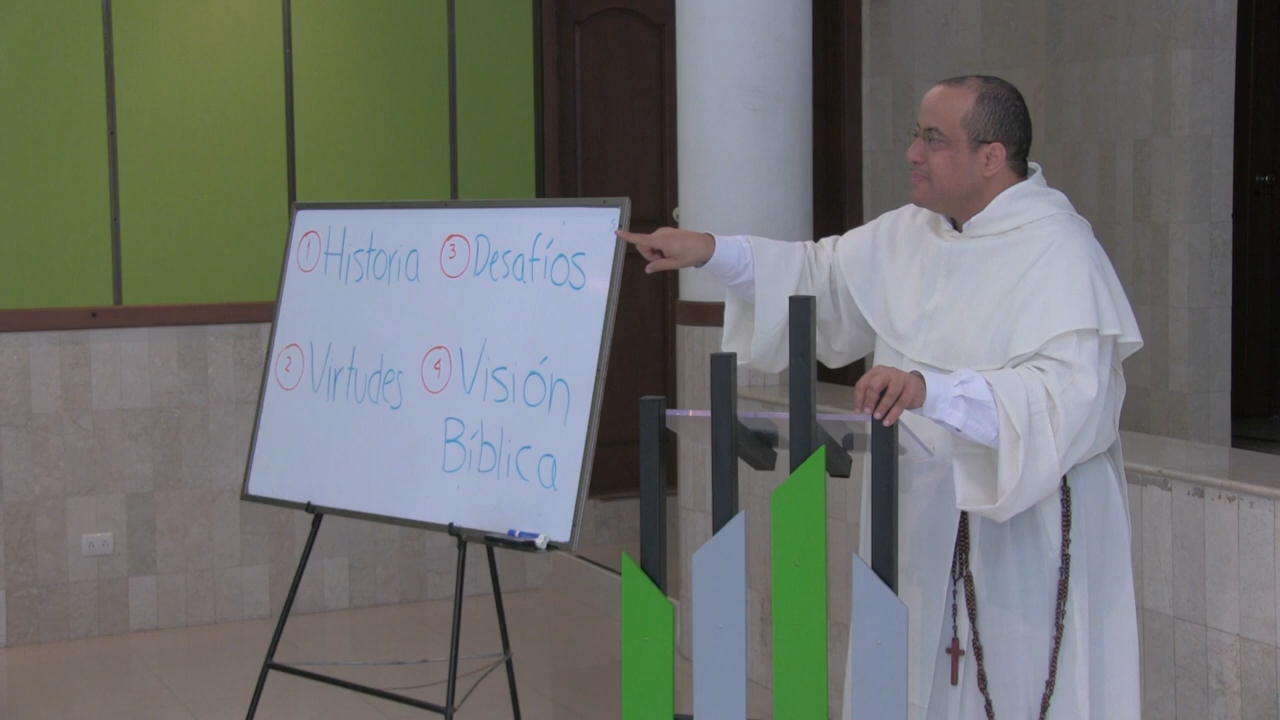 ① Historia
② Virtudes
③ Desafíos
④ Visión
Bíblica